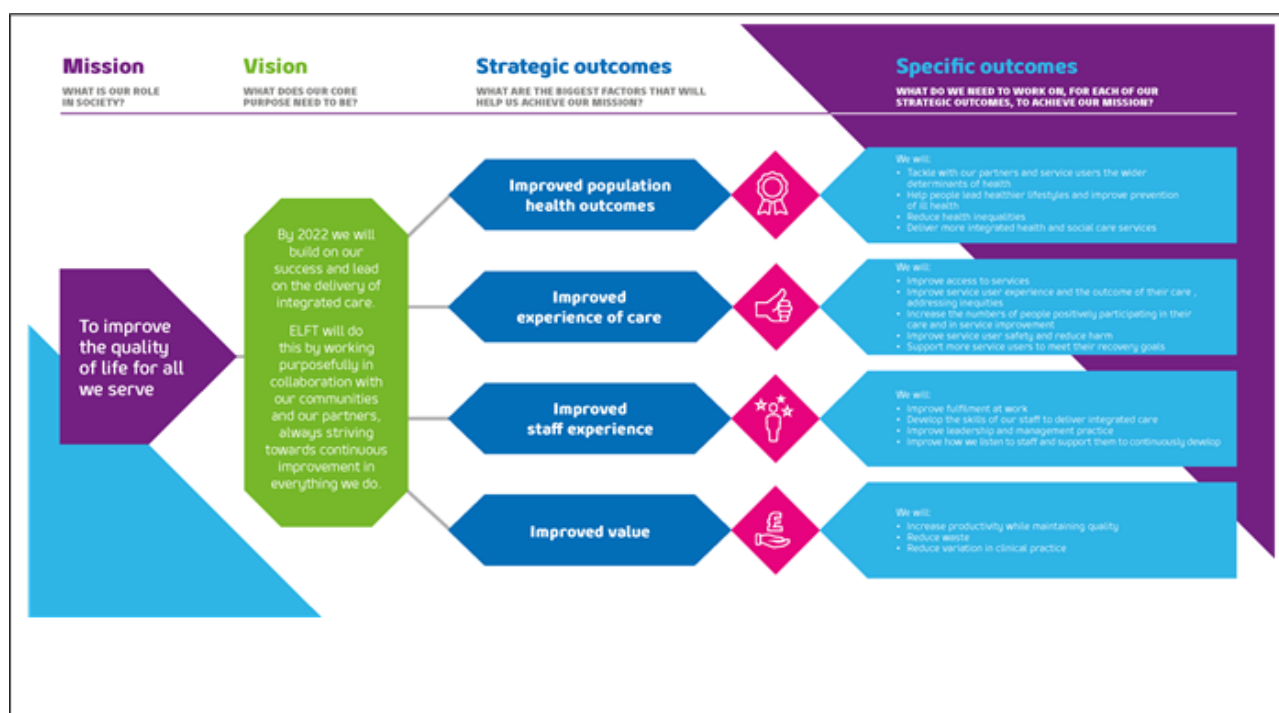 Mission
WHAT IS OUR ROLE
IN SOCIETY?
Vision
WHAT DOES OUR CORE
PURPOSE NEED TO BE?
Strategic outcomes
WHAT ARE THE BIGGEST FACTORS THAT WILL
HELP US ACHIEVE OUR MISSION?
Specific outcomes
WHAT DO WE NEED TO WORK ON, FOR EACH OF OUR
STRATEGIC OUTCOMES, TO ACHIEVE OUR MISSION?
To improve
the quality
of life for all
we serve
By 2022 we will
build on our
success and lead
on the delivery of
integrated care.
ELFT will do
this by working
purposefully in
collaboration with
our communities
and our partners,
always striving
towards continuous
improvement in
everything we do.
Improved population
health outcomes
We will:
• Tackle with our partners and service users the wider
determinants of health
• Help people lead healthier lifestyles and improve prevention
of ill health
• Reduce health inequalities
• Deliver more integrated health and social care services
Improved
experience of care
We will:
• Improve access to services
• Improve service user experience and the outcome of their care ,
addressing inequities
• Increase the numbers of people positively participating in their
care and in service improvement
• Improve service user safety and reduce harm
• Support more service users to meet their recovery goals
Improved
staff experience
We will:
• Improve fulfilment at work
• Develop the skills of our staff to deliver integrated care
• Improve leadership and management practice
• Improve how we listen to staff and support them to continuously develop
Improved value
£
We will:
• Increase productivity while maintaining quality
• Reduce waste
• Reduce variation in clinical practice